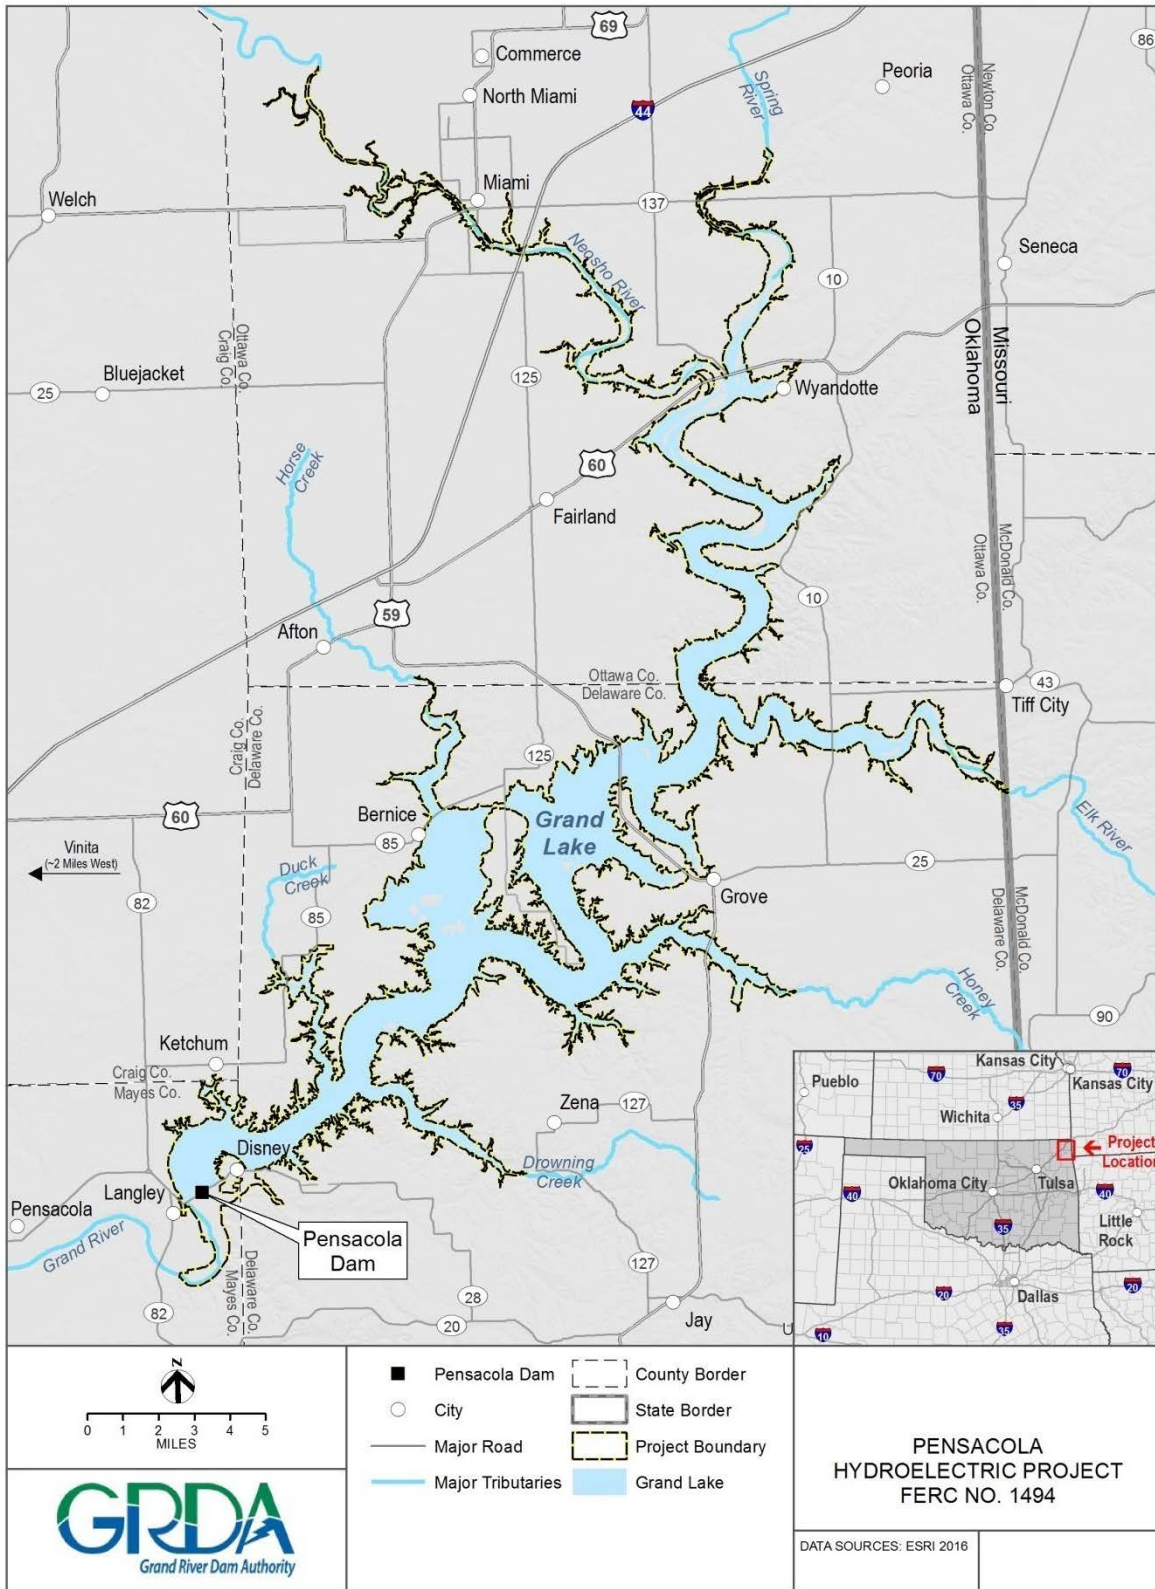 69
86
Commerce
Peoria
Newton Co.
Ottawa Co.
North Miami
44
Spring
River
Miami
Welch
137
Seneca
Neosho River
10
Ottawa Co.
Craig Co.
Missouri
Oklahoma
Bluejacket
25
125
Wyandotte
Horse
Creek
60
Fairland
McDonald Co.
Ottawa Co.
59
10
Afton
Ottawa Co.
Delaware Co.
43
Tiff City
Craig Co.
Delaware Co.
125
60
Bernice
85
Grand
Lake
Elk River
Vinita
(~2 Miles West)
Duck
Creek
25
82
85
Grove
McDonald Co.
Delaware Co.
Honey
Creek
90
Ketchum
Craig Co.
Mayes Co.
Zena
127
Disney
Drowning
Creek
Langley
Pensacola
Grand River
Pensacola
Dam
Delaware Co.
Mayes Co.
127
82
28
20
Jay
Kansas City
70
70
Pueblo
Kansas City
Wichita
35
25
Project
Location
Tulsa
Oklahoma City
40
40
Little
Rock
35
20
20
Dallas
10
35
N
0 1 2 3 4 5
MILES
Pensacola Dam
City
Major Road
Major Tributaries
County Border
State Border
Project Boundary
Grand Lake
PENSACOLA
HYDROELECTRIC PROJECT
FERC NO. 1494
DATA SOURCES: ESRI 2016
GRDA
Grand River Dam Authority